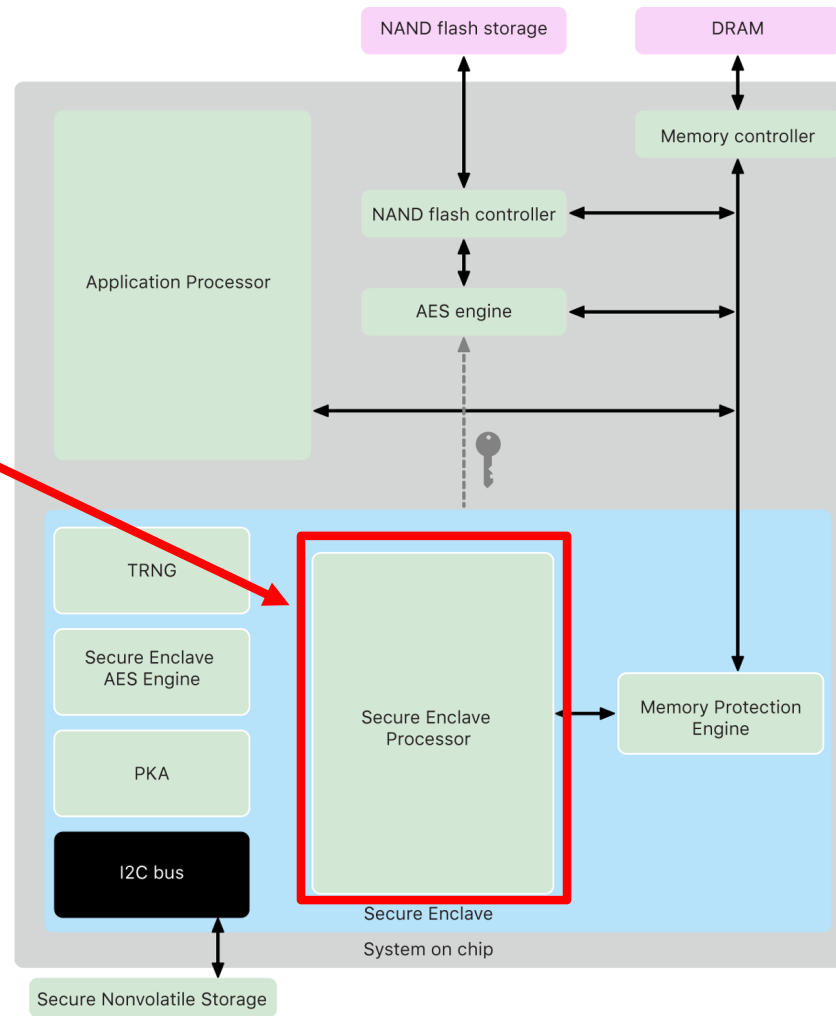 NAND flash storage
DRAM
Memory controller
NAND flash controller
Application Processor
AES engine
TRNG
Secure Enclave
AES Engine
PKA
I2C bus
Secure Enclave
Processor
Memory Protection
Engine
Secure Enclave
System on chip
Secure Nonvolatile Storage